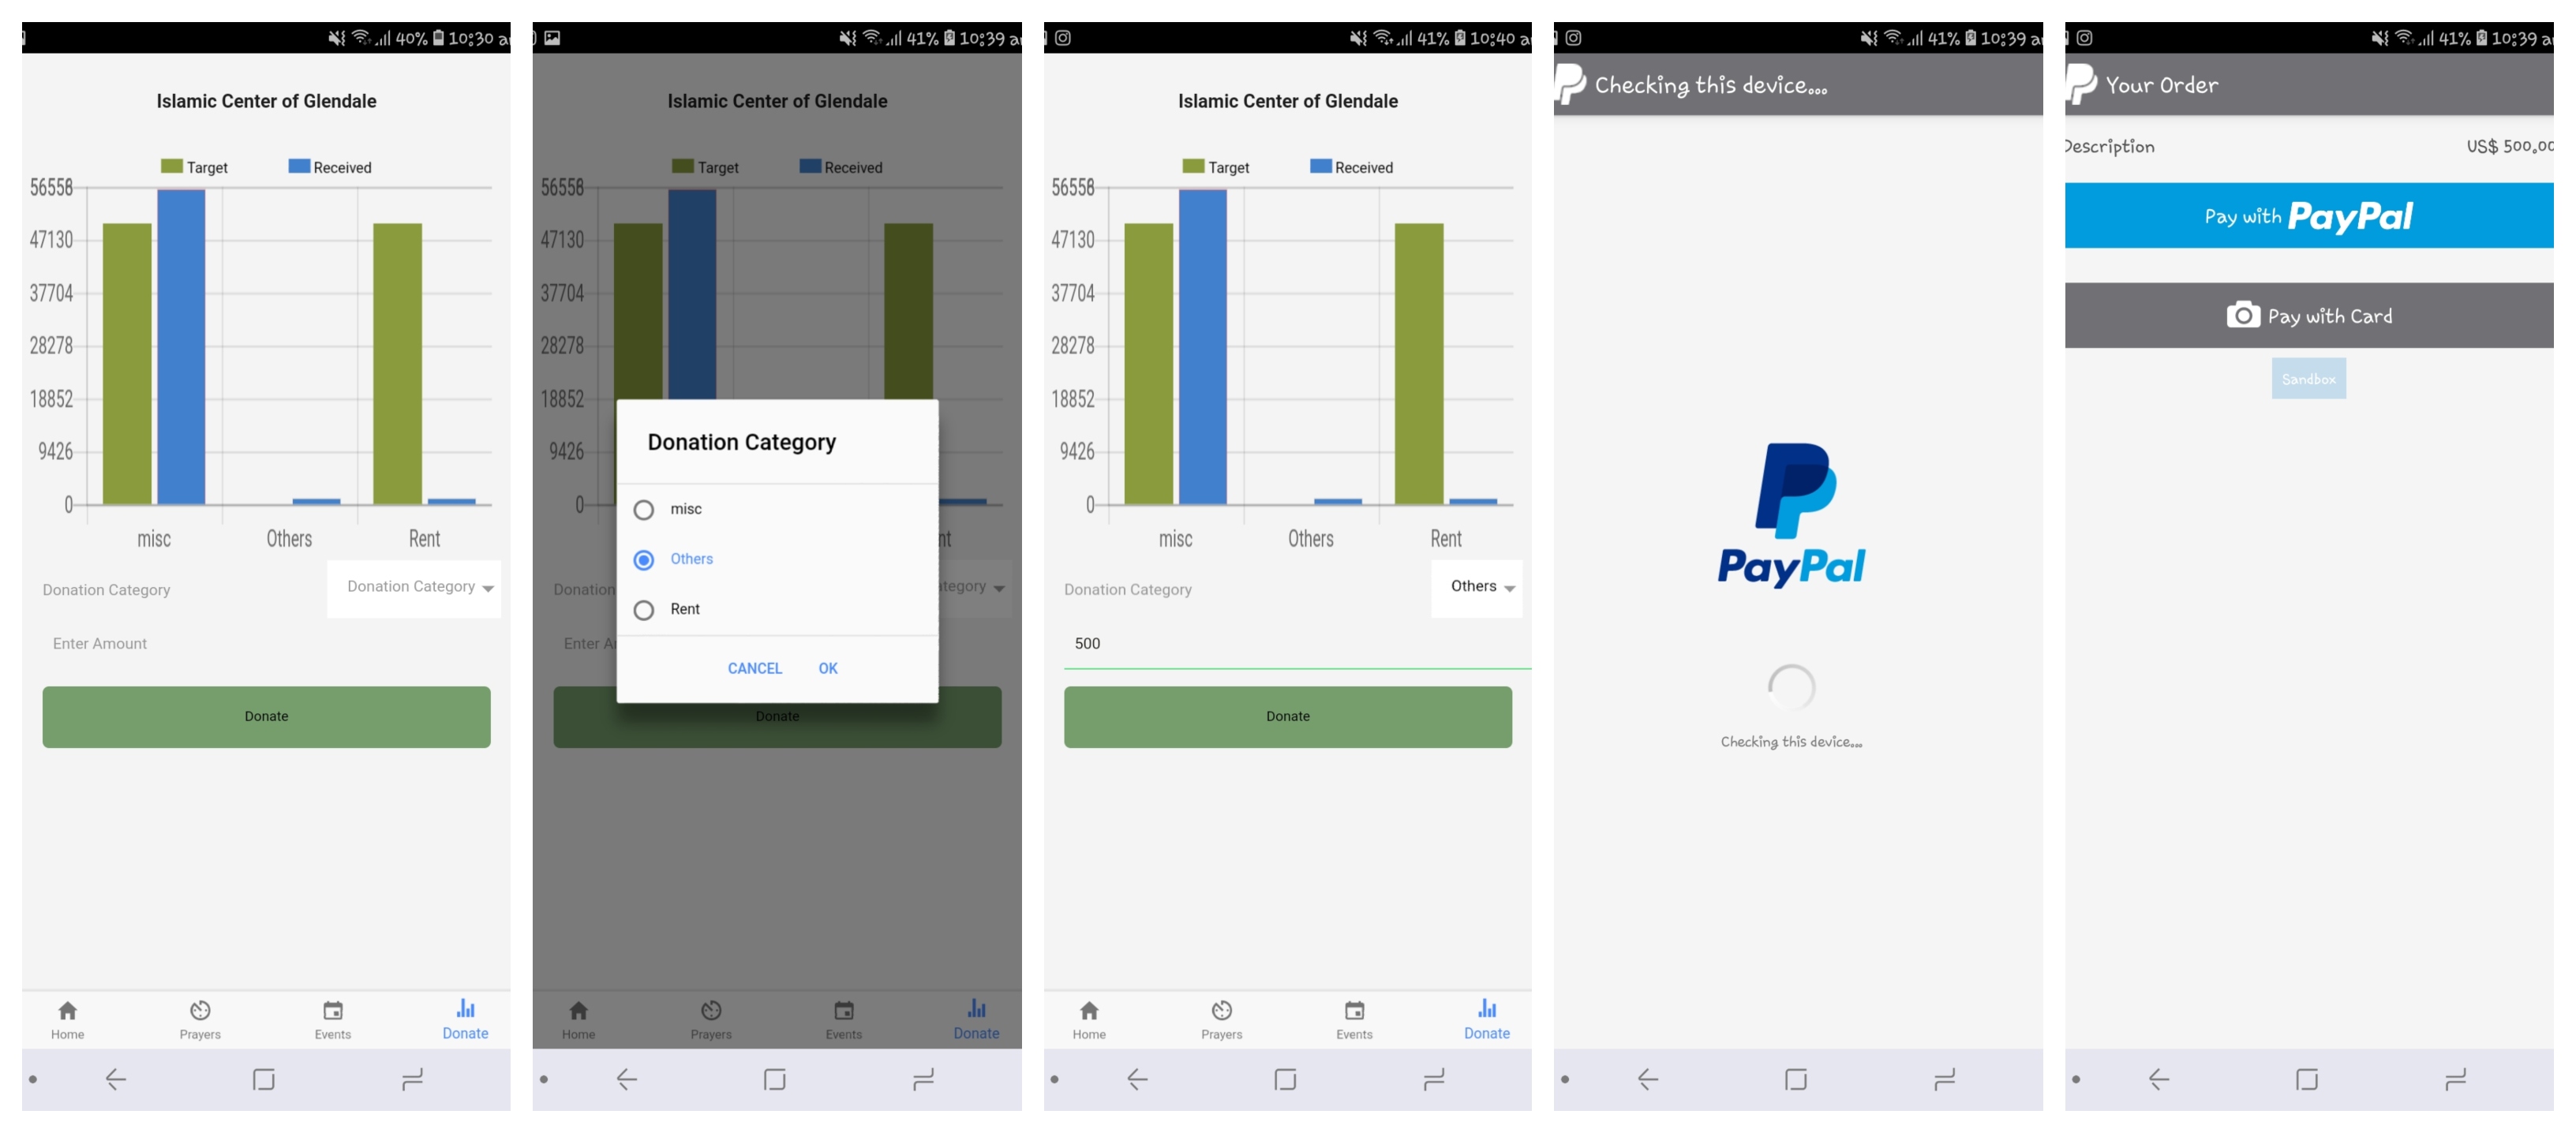 40% 10:30 a
Islamic Center of Glendale
Target Received
56558
47130
37704
28278
18852
9426
0
misc Others Rent
Donation Category Donation Category
Enter Amount
Donate
Home Prayers Events Donate
41% 10:39 a
Islamic Center of Glendale
Target Received
56558
47130
37704
28278
18852
9426
0
nt
Donation Category
misc
Others
Rent
CANCEL OK
Donation ategory
Enter A
Donate
Home Prayers Events Donate
41% 10:40 a
Islamic Center of Glendale
Target Received
56558
47130
37704
28278
18852
9426
0
misc Others Rent
Donation Category Others
500
Donate
Home Prayers Events Donate
41% 10:39 a
Checking this device...
PayPal
Checking this device...
41% 10:39 a
Your Order
Description US$ 500.00
Pay with PayPal
Pay with Card
Sandbox